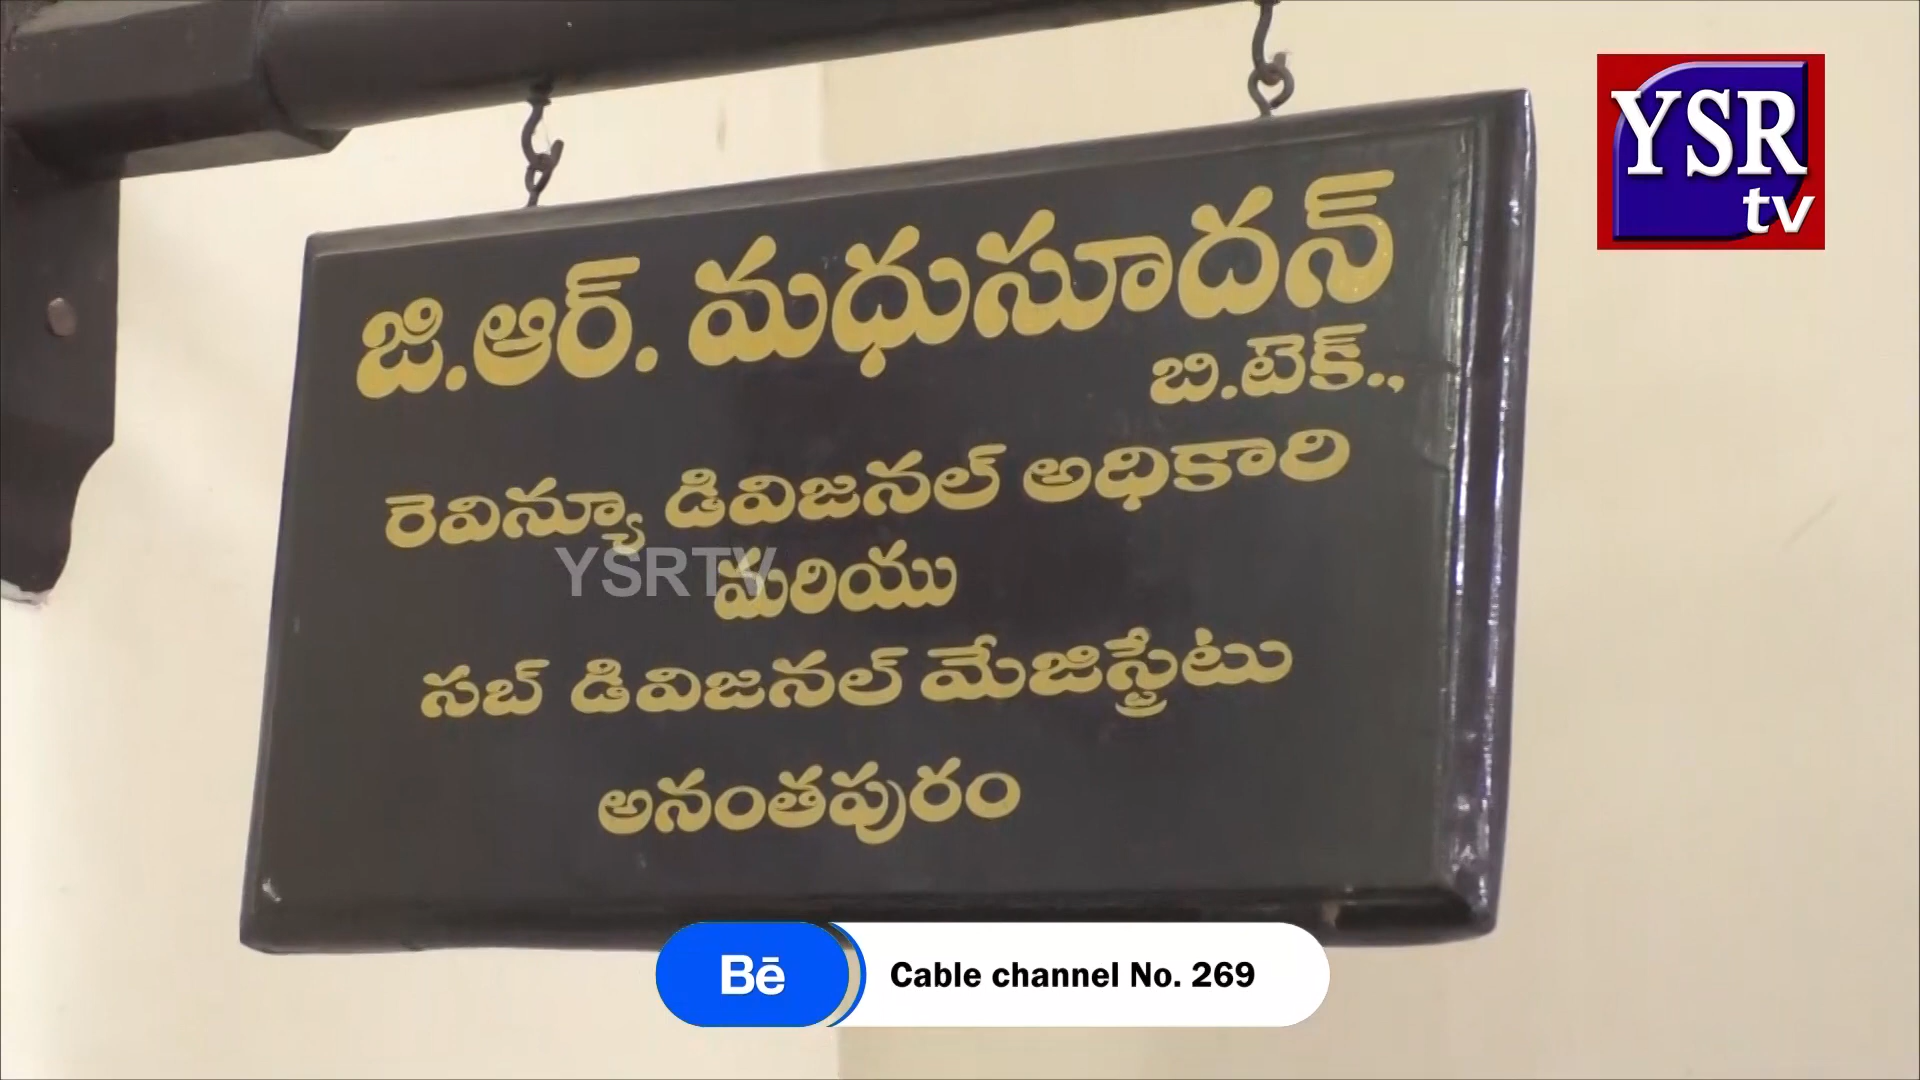 YSR
tv
జి.ఆర్. మధుసూదన్
బి.టెక్.,
రెవిన్యూ డివిజనల్ అధికారి
YSRTV
మరియు
సబ్ డివిజనల్ మేజిస్ట్రేటు
అనంతపురం
Bē
Cable channel No. 269